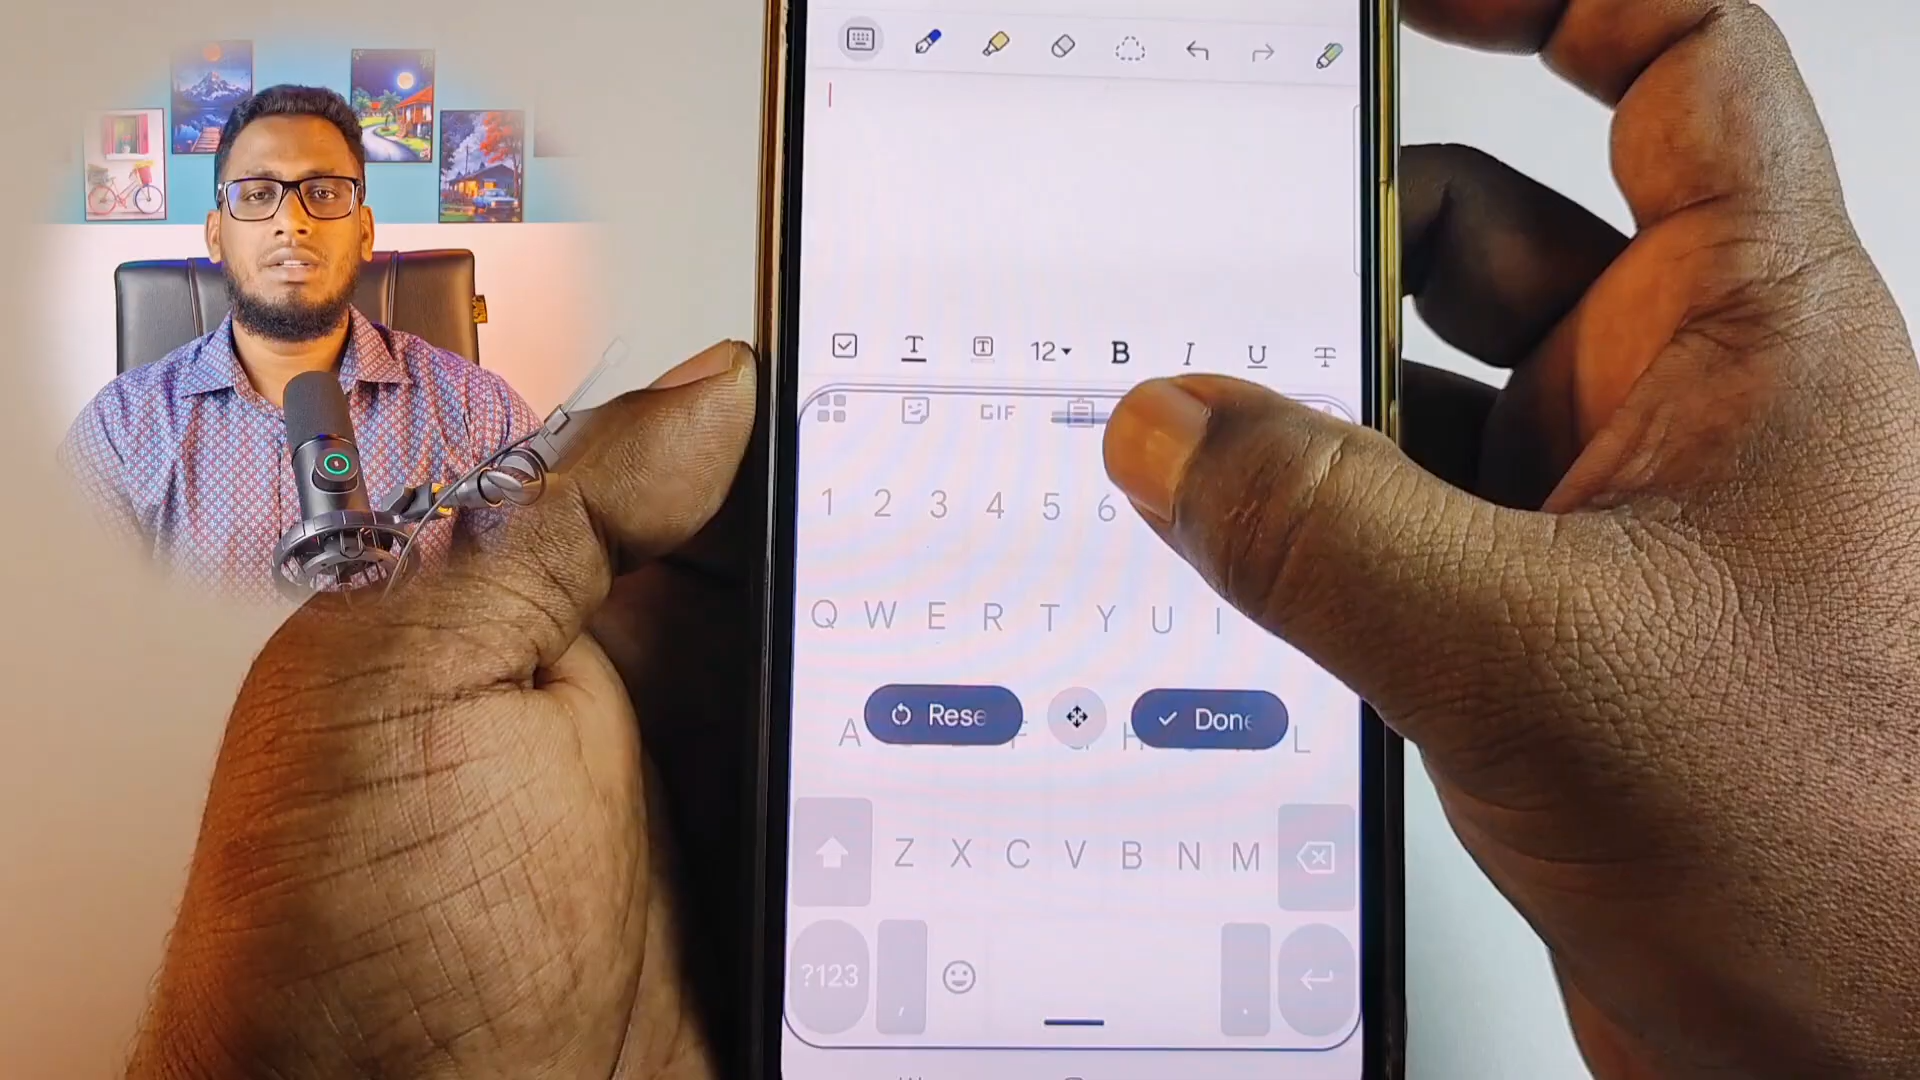 12 B I U T
GIF
1 2 3 4 5 6
Q W E R T Y U I
Rese Done
A F G H L
Z X C V B N M
?123 , .